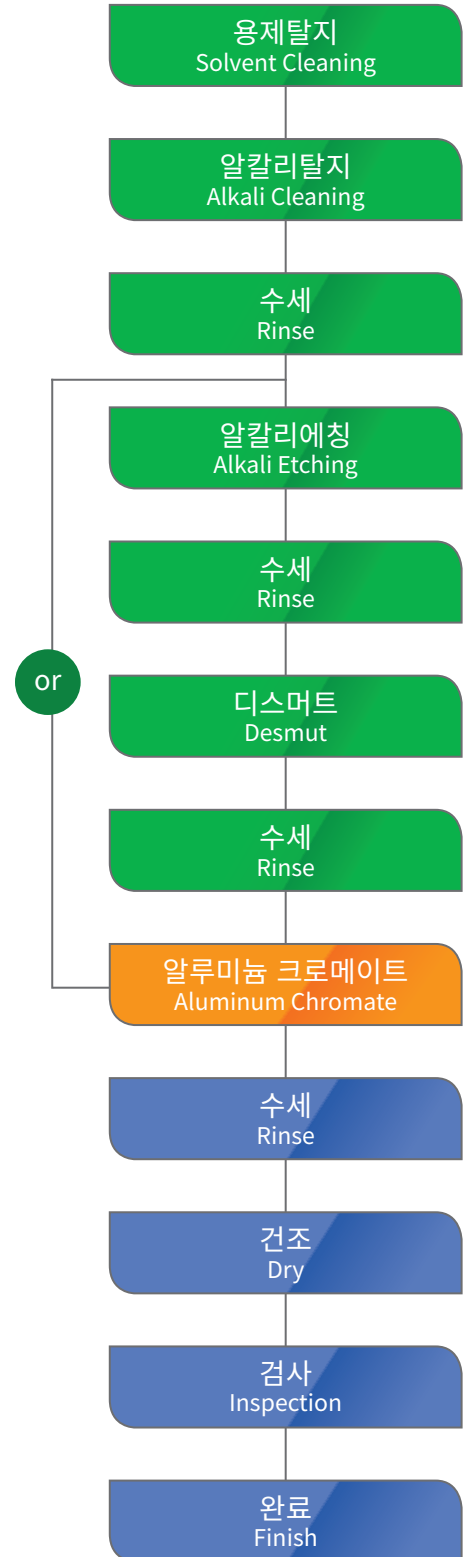 용제탈지
Solvent Cleaning
알칼리탈지
Alkali Cleaning
수세
Rinse
알칼리에칭
Alkali Etching
수세
Rinse
or
디스머트
Desmut
수세
Rinse
알루미늄 크로메이트
Aluminum Chromate
수세
Rinse
건조
Dry
검사
Inspection
완료
Finish